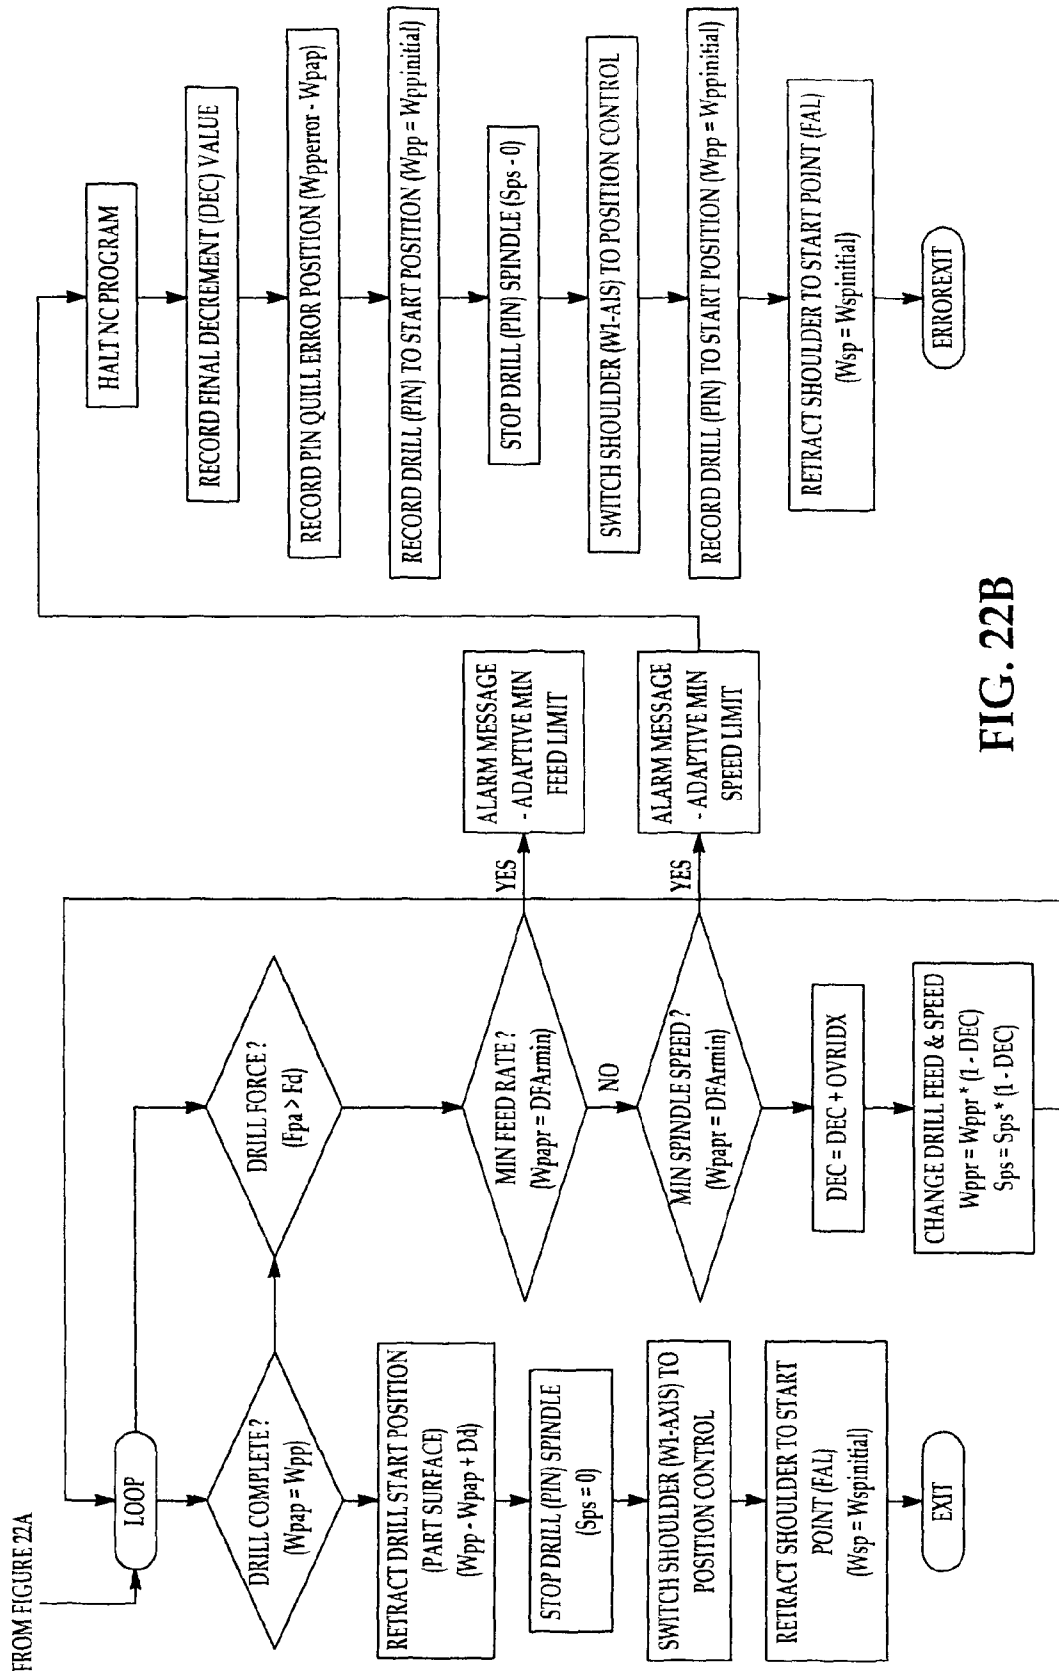 FROM FIGURE 22A
LOOP
DRILL COMPLETE?
(Wpap = Wpp)
RETRACT DRILL START POSITION
(PART SURFACE)
(Wpp - Wpap + Dd)
STOP DRILL (PIN) SPINDLE
(Sps = 0)
SWITCH SHOULDER (W1-AXIS) TO
POSITION CONTROL
RETRACT SHOULDER TO START
POINT (FAL)
(Wsp = Wspinitial)
EXIT
DRILL FORCE?
(Fpa > Fd)
MIN FEED RATE?
(Wpapr = DFArmin)
YES
NO
MIN SPINDLE SPEED?
(Wpapr = DFArmin)
YES
DEC = DEC + OVRIDX
CHANGE DRILL FEED & SPEED
Wppr = Wppr * (1 - DEC)
Sps = Sps * (1 - DEC)
ALARM MESSAGE
- ADAPTIVE MIN
FEED LIMIT
ALARM MESSAGE
- ADAPTIVE MIN
SPEED LIMIT
HALT NC PROGRAM
RECORD FINAL DECREMENT (DEC) VALUE
RECORD PIN QUILL ERROR POSITION (Wpperror - Wpap)
RECORD DRILL (PIN) TO START POSITION (Wpp = Wppinitial)
STOP DRILL (PIN) SPINDLE (Sps - 0)
SWITCH SHOULDER (W1-AIS) TO POSITION CONTROL
RECORD DRILL (PIN) TO START POSITION (Wpp = Wppinitial)
RETRACT SHOULDER TO START POINT (FAL)
(Wsp = Wspinitial)
ERROREXIT
FIG. 22B